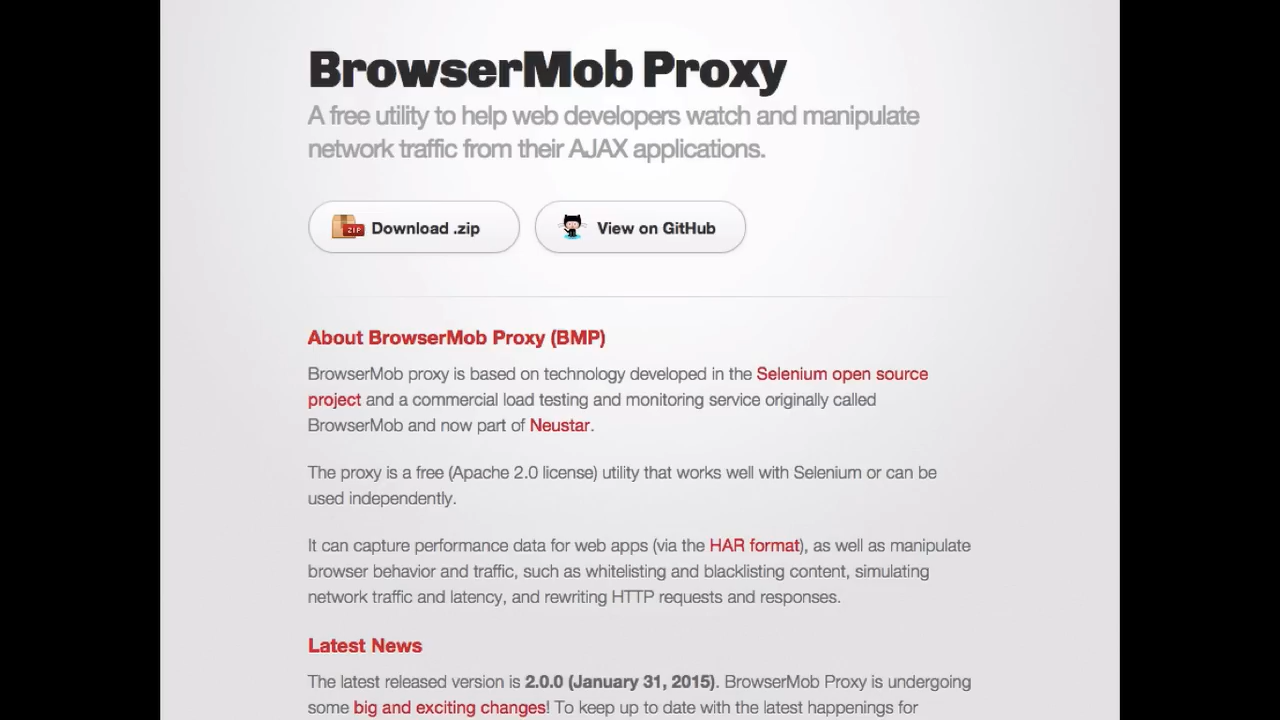 BrowserMob Proxy
A free utility to help web developers watch and manipulate
network traffic from their AJAX applications.
ZIP Download .zip
View on GitHub
About BrowserMob Proxy (BMP)
BrowserMob proxy is based on technology developed in the Selenium open source
project and a commercial load testing and monitoring service originally called
BrowserMob and now part of Neustar.
The proxy is a free (Apache 2.0 license) utility that works well with Selenium or can be
used independently.
It can capture performance data for web apps (via the HAR format), as well as manipulate
browser behavior and traffic, such as whitelisting and blacklisting content, simulating
network traffic and latency, and rewriting HTTP requests and responses.
Latest News
The latest released version is 2.0.0 (January 31, 2015). BrowserMob Proxy is undergoing
some big and exciting changes! To keep up to date with the latest happenings for